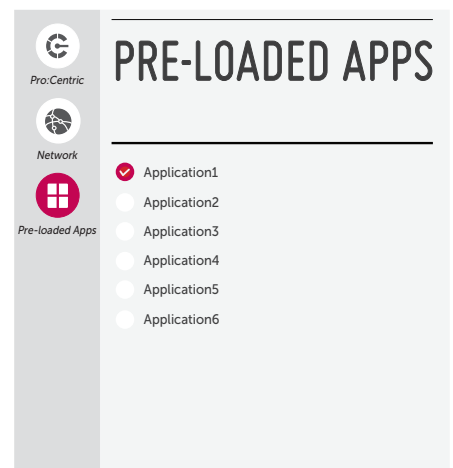 Pro:Centric
Network
Pre-loaded Apps
PRE-LOADED APPS
Application1
Application2
Application3
Application4
Application5
Application6